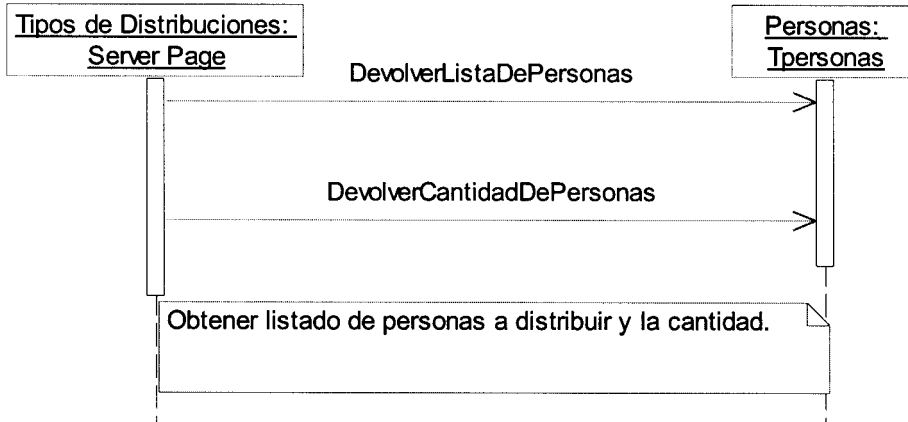 Tipos de Distribuciones:
Server Page
Personas:
Tpersonas
DevolverListaDePersonas
DevolverCantidadDePersonas
Obtener listado de personas a distribuir y la cantidad.